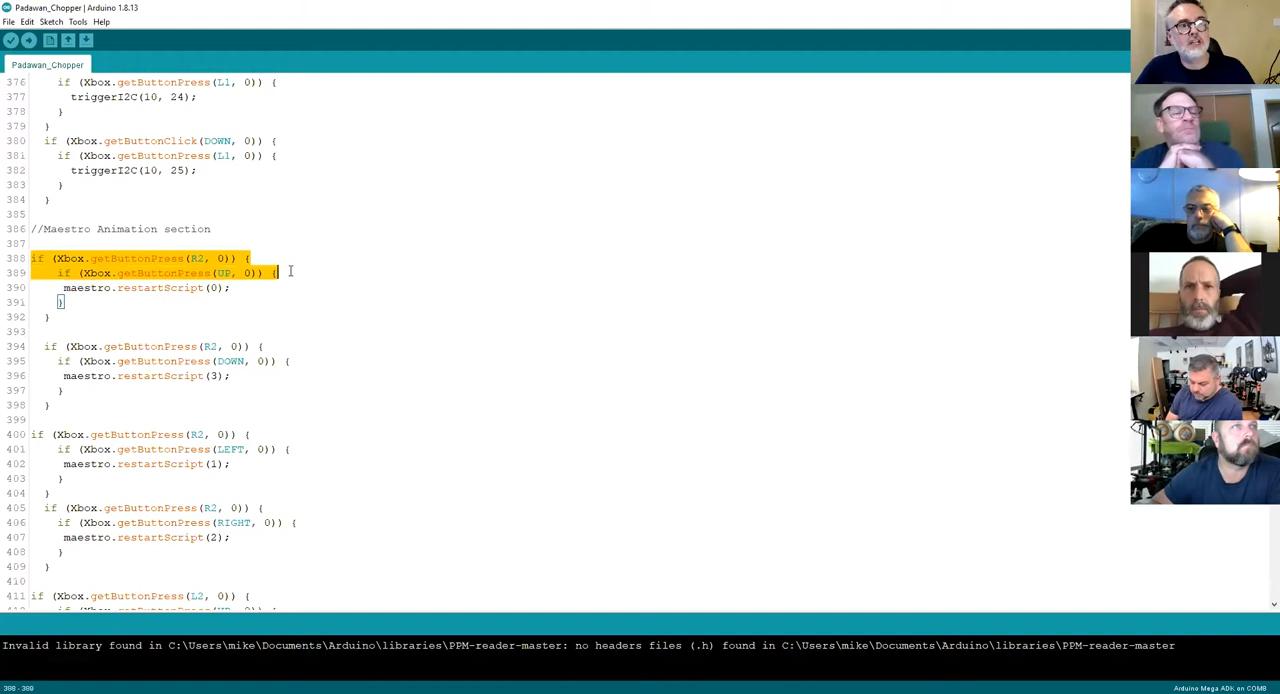 Padawan_Chopper | Arduino 1.8.13
File Edit Sketch Tools Help
Padawan_Chopper
376 if (Xbox.getButtonPress(L1, 0)) {
377 triggerI2C(10, 24);
378 }
379 }
380 if (Xbox.getButtonClick(DOWN, 0)) {
381 if (Xbox.getButtonPress(L1, 0)) {
382 triggerI2C(10, 25);
383 }
384 }
385
386 //Maestro Animation section
387
388 if (Xbox.getButtonPress(R2, 0)) {
389 if (Xbox.getButtonPress(UP, 0)) {
390 maestro.restartScript(0);
391 }
392 }
393
394 if (Xbox.getButtonPress(R2, 0)) {
395 if (Xbox.getButtonPress(DOWN, 0)) {
396 maestro.restartScript(3);
397 }
398 }
399
400 if (Xbox.getButtonPress(R2, 0)) {
401 if (Xbox.getButtonPress(LEFT, 0)) {
402 maestro.restartScript(1);
403 }
404 }
405 if (Xbox.getButtonPress(R2, 0)) {
406 if (Xbox.getButtonPress(RIGHT, 0)) {
407 maestro.restartScript(2);
408 }
409 }
410
411 if (Xbox.getButtonPress(L2, 0)) {
412 if (Xbox.getButtonPress(UP, 0)) {
Invalid library found in C:\Users\mike\Documents\Arduino\libraries\PPM-reader-master: no headers files (.h) found in C:\Users\mike\Documents\Arduino\libraries\PPM-reader-master
388 - 389
Arduino Mega ADK on COM8